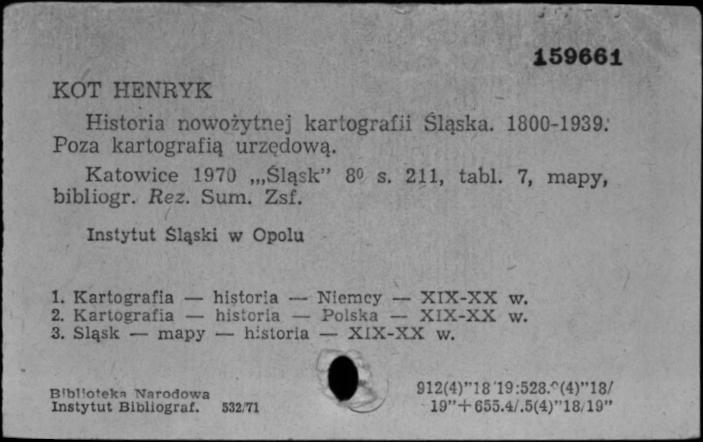 159661
KOT HENRYK
Historia nowożytnej kartografii Śląska. 1800-1939.
Poza kartografią urzędową.
Katowice 1970 „„Śląsk” 8⁰ s. 211, tabl. 7, mapy,
bibliogr. Rez. Sum. Zsf.
Instytut Śląski w Opolu
1. Kartografia — historia — Niemcy — XIX-XX w.
2. Kartografia — historia — Polska — XIX-XX w.
3. Śląsk — mapy — historia — XIX-XX w.
Biblioteka Narodowa
Instytut Bibliograf. 532/71
912(4)”18/19:528.9(4)”18/
19”+655.4/.5(4)”18/19”